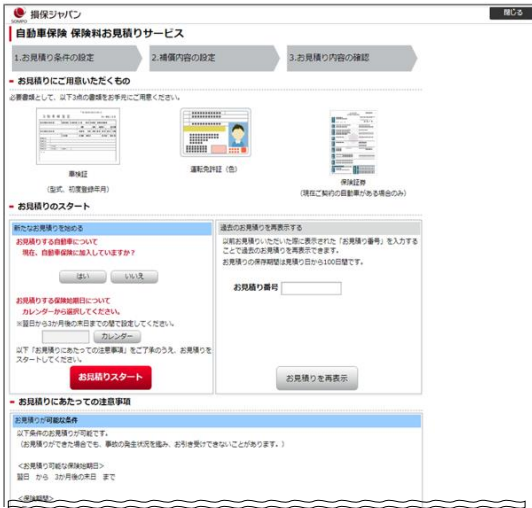 損保ジャパン
SOMPO
閉じる
自動車保険 保険料お見積りサービス
1.お見積り条件の設定
2.補償内容の設定
3.お見積り内容の確認
お見積りにご用意いただくもの
必要書類として、以下3点の書類をお手元にご用意ください。
車検証
(型式、初度登録年月)
運転免許証（色）
保険証券
(現在ご契約の自動車がある場合のみ)
お見積りのスタート
新たなお見積りを始める
お見積りする自動車について
現在、自動車保険に加入していますか？
はい
いいえ
お見積りする保険始期日について
カレンダーから選択してください。
※翌日から3か月後の末日までの間で設定してください。
カレンダー
以下「お見積りにあたっての注意事項」をご了承のうえ、お見積りを
スタートしてください。
お見積りスタート
過去のお見積りを再表示する
以前お見積りいただいた際に表示された「お見積り番号」を入力する
ことで過去のお見積りを再表示できます。
お見積りの保存期間は見積り日から100日間です。
お見積り番号
お見積りを再表示
お見積りにあたっての注意事項
お見積りが可能な条件
以下条件のお見積りが可能です。
（お見積りができた場合でも、事故の発生状況を鑑み、お引き受けできないことがあります。）
＜お見積り可能な保険始期日＞
翌日 から 3か月後の末日 まで
＜保険期間＞